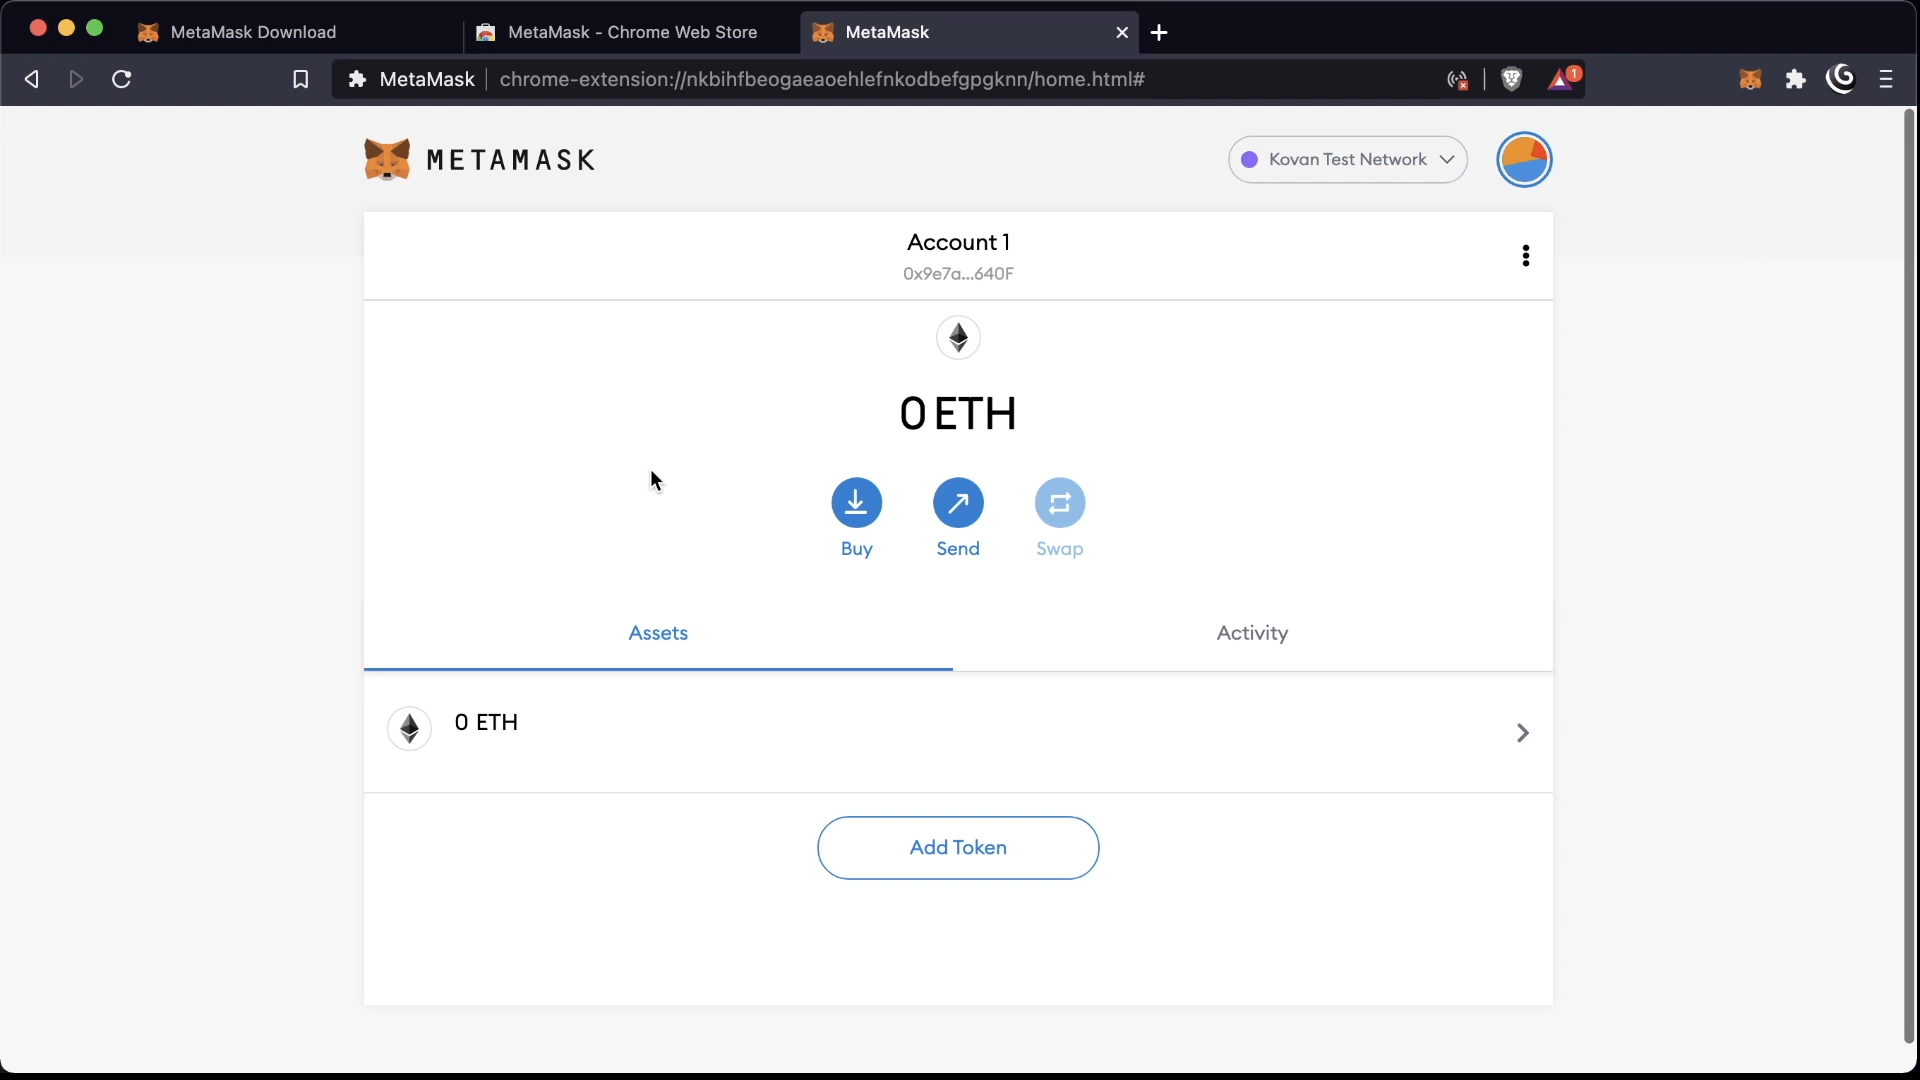 MetaMask Download
MetaMask - Chrome Web Store
MetaMask
MetaMask
chrome-extension://nkbihfbeogaeaoehlefnkodbefgpgknn/home.html#
1
METAMASK
Kovan Test Network
Account 1
0x9e7a...640F
0 ETH
Buy
Send
Swap
Assets
Activity
0 ETH
Add Token